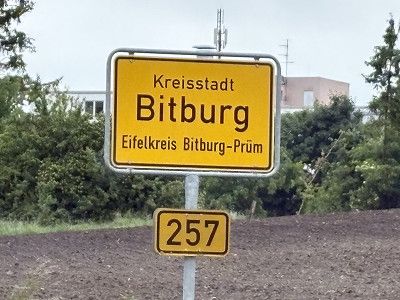 Kreisstadt
Bitburg
Eifelkreis Bitburg-Prüm
257